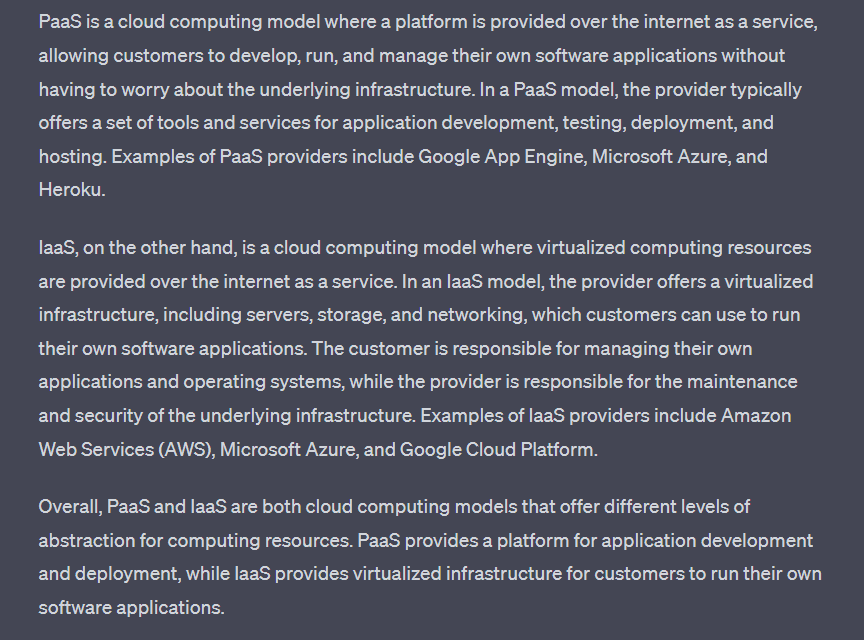 PaaS is a cloud computing model where a platform is provided over the internet as a service,
allowing customers to develop, run, and manage their own software applications without
having to worry about the underlying infrastructure. In a PaaS model, the provider typically
offers a set of tools and services for application development, testing, deployment, and
hosting. Examples of PaaS providers include Google App Engine, Microsoft Azure, and
Heroku.
IaaS, on the other hand, is a cloud computing model where virtualized computing resources
are provided over the internet as a service. In an IaaS model, the provider offers a virtualized
infrastructure, including servers, storage, and networking, which customers can use to run
their own software applications. The customer is responsible for managing their own
applications and operating systems, while the provider is responsible for the maintenance
and security of the underlying infrastructure. Examples of IaaS providers include Amazon
Web Services (AWS), Microsoft Azure, and Google Cloud Platform.
Overall, PaaS and IaaS are both cloud computing models that offer different levels of
abstraction for computing resources. PaaS provides a platform for application development
and deployment, while IaaS provides virtualized infrastructure for customers to run their own
software applications.